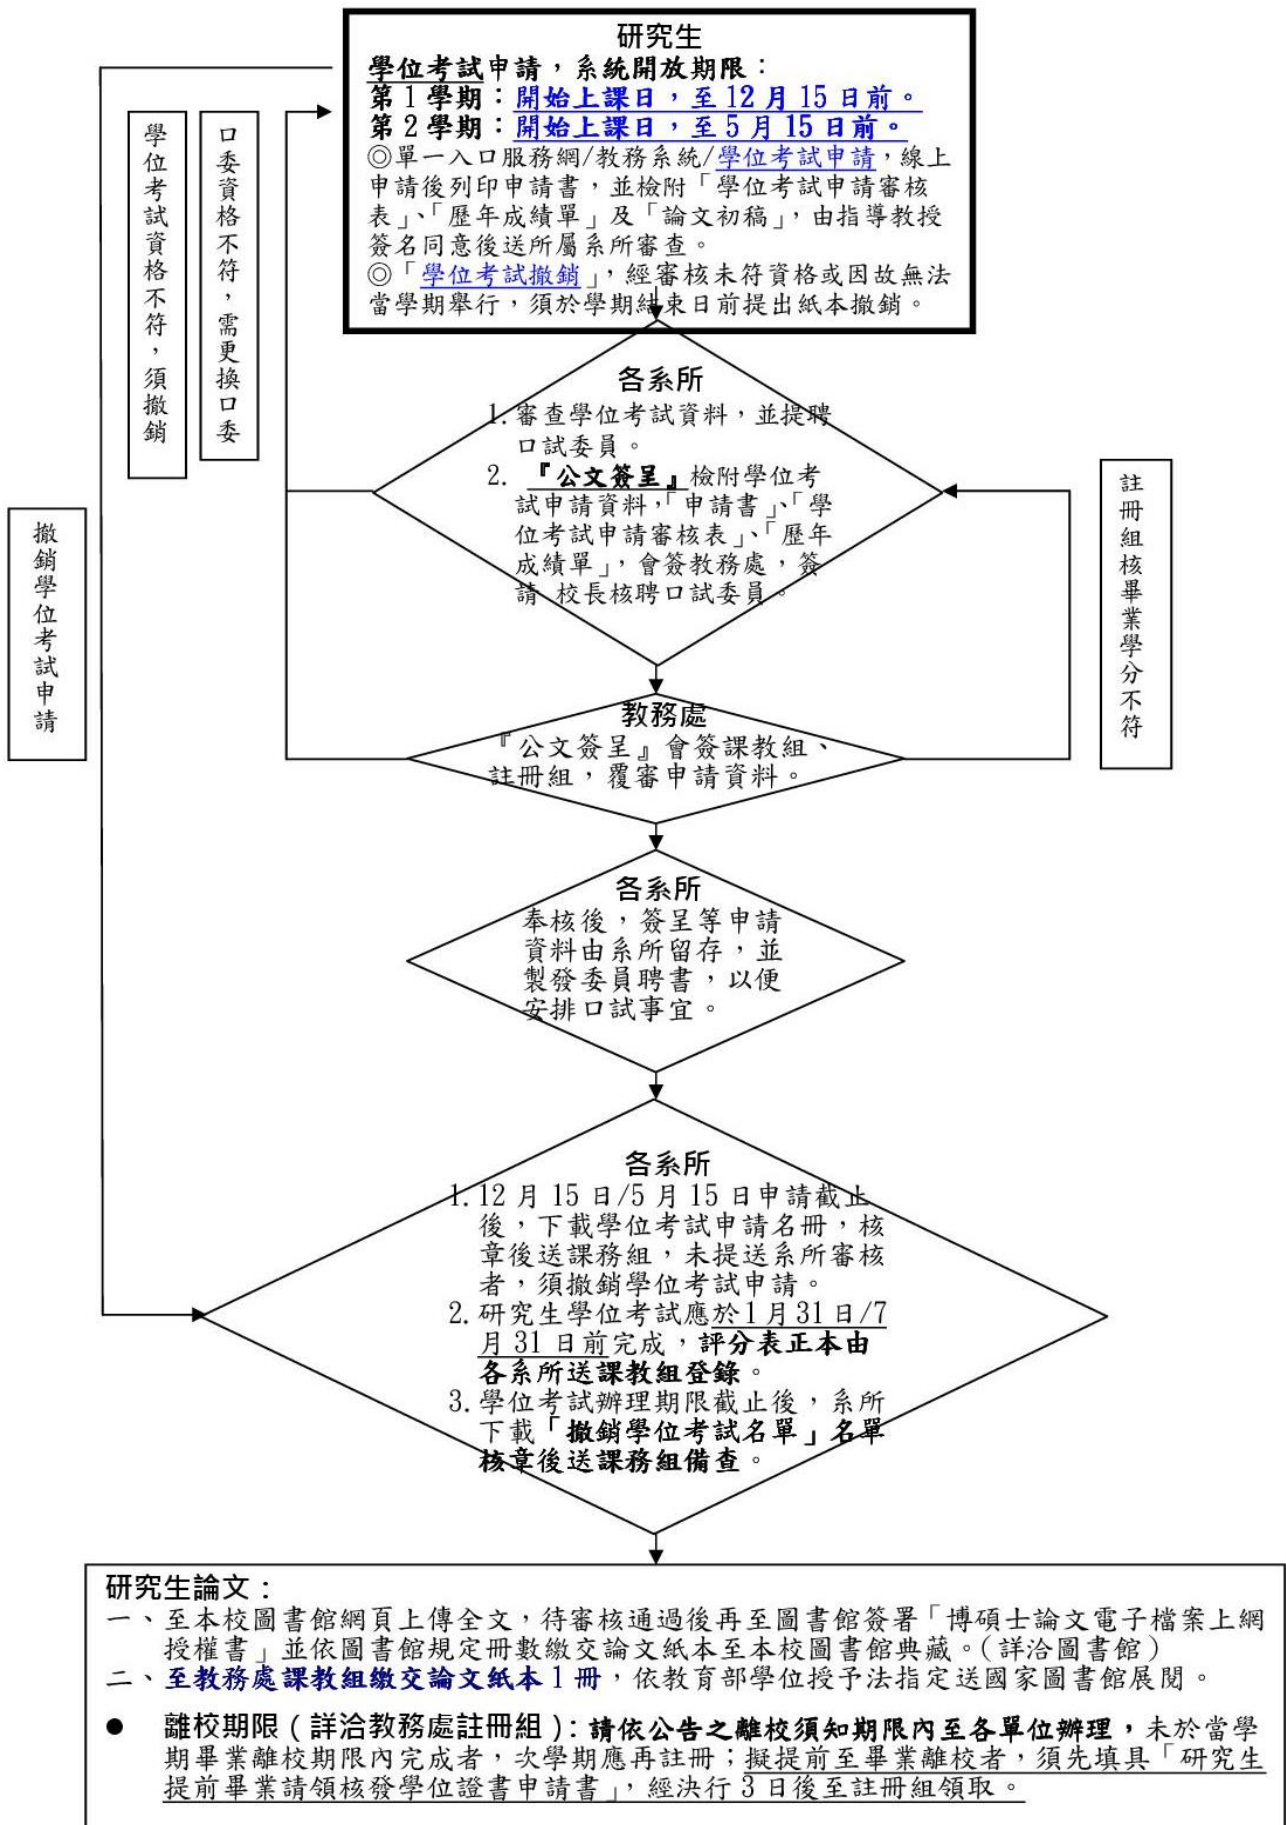 研究生
學位考試申請，系統開放期限：
第 1 學期：開始上課日，至 12 月 15 日前。
第 2 學期：開始上課日，至 5 月 15 日前。
◎單一入口服務網/教務系統/學位考試申請，線上
申請後列印申請書，並檢附「學位考試申請審核
表」、「歷年成績單」及「論文初稿」，由指導教授
簽名同意後送所屬系所審查。
◎「學位考試撤銷」，經審核未符資格或因故無法
當學期舉行，須於學期結束日前提出紙本撤銷。
學位考試資格不符，須撤銷
口委資格不符，需更換口委
撤銷學位考試申請
各系所
1. 審查學位考試資料，並提聘
口試委員。
2. 『公文簽呈』檢附學位考
試申請資料，「申請書」、「學
位考試申請審核表」、「歷年
成績單」，會簽教務處，簽
請 校長核聘口試委員。
註冊組核畢業學分不符
教務處
『公文簽呈』會簽課教組、
註冊組，覆審申請資料。
各系所
奉核後，簽呈等申請
資料由系所留存，並
製發委員聘書，以便
安排口試事宜。
各系所
1. 12 月 15 日/5 月 15 日申請截止
後，下載學位考試申請名冊，核
章後送課務組，未提送系所審核
者，須撤銷學位考試申請。
2. 研究生學位考試應於 1 月 31 日/7
月 31 日前完成，評分表正本由
各系所送課教組登錄。
3. 學位考試辦理期限截止後，系所
下載「撤銷學位考試名單」名單
核章後送課務組備查。
研究生論文：
一、至本校圖書館網頁上傳全文，待審核通過後再至圖書館簽署「博碩士論文電子檔案上網
授權書」並依圖書館規定冊數繳交論文紙本至本校圖書館典藏。(詳洽圖書館)
二、至教務處課教組繳交論文紙本 1 冊，依教育部學位授予法指定送國家圖書館展閱。
● 離校期限（詳洽教務處註冊組）：請依公告之離校須知期限內至各單位辦理，未於當學
期畢業離校期限內完成者，次學期應再註冊；擬提前至畢業離校者，須先填具「研究生
提前畢業請領核發學位證書申請書」，經決行 3 日後至註冊組領取。